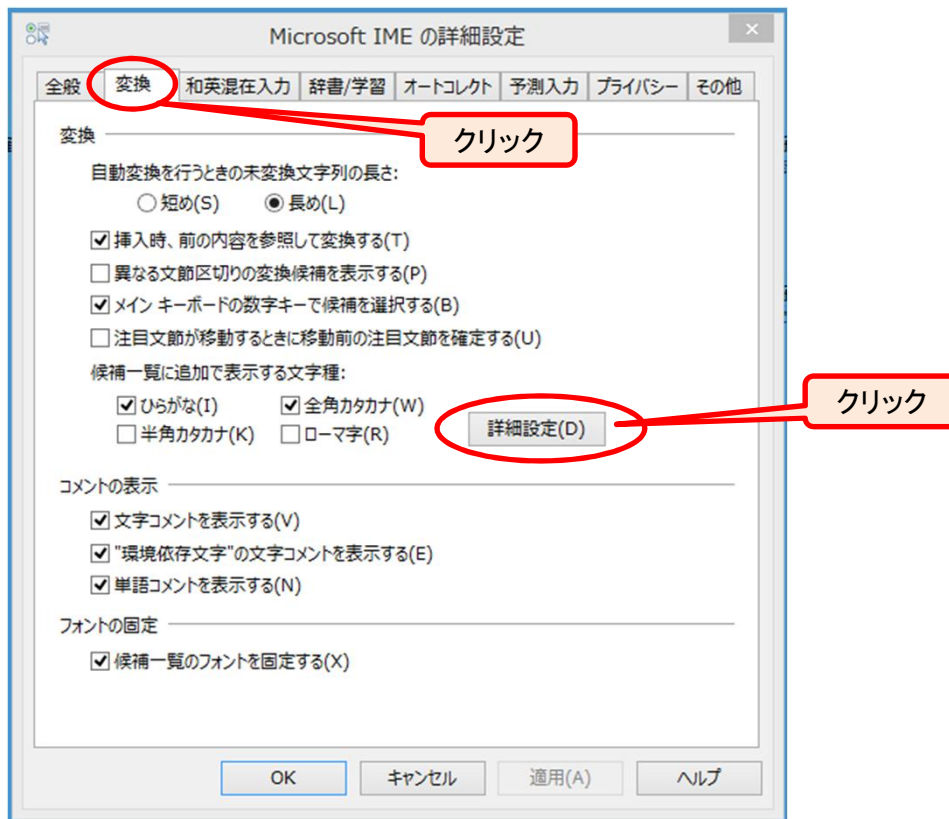 Microsoft IME の詳細設定
全般 変換 和英混在入力 辞書/学習 オートコレクト 予測入力 プライバシー その他
クリック
変換
自動変換を行うときの未変換文字列の長さ:
短め(S) 長め(L)
挿入時、前の内容を参照して変換する(T)
異なる文節区切りの変換候補を表示する(P)
メイン キーボードの数字キーで候補を選択する(B)
注目文節が移動するときに移動前の注目文節を確定する(U)
候補一覧に追加で表示する文字種:
ひらがな(I) 全角カタカナ(W)
半角カタカナ(K) ローマ字(R)
詳細設定(D)
クリック
コメントの表示
文字コメントを表示する(V)
"環境依存文字"の文字コメントを表示する(E)
単語コメントを表示する(N)
フォントの固定
候補一覧のフォントを固定する(X)
OK キャンセル 適用(A) ヘルプ